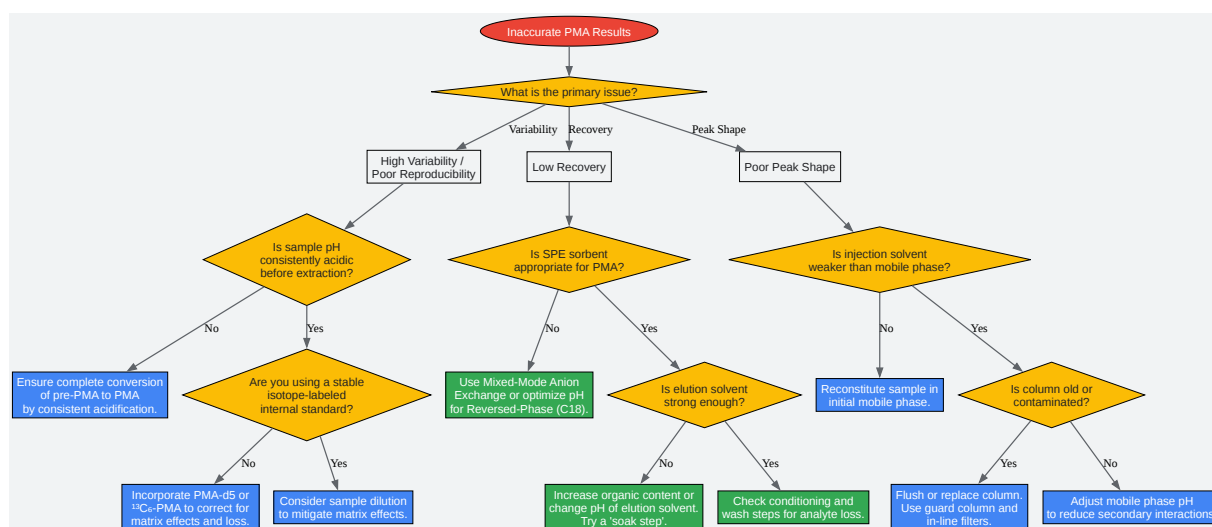 Inaccurate PMA Results
What is the primary issue?
Variability
Recovery
Peak Shape
High Variability /
Poor Reproducibility
Low Recovery
Poor Peak Shape
Is sample pH
consistently acidic
before extraction?
Is SPE sorbent
appropriate for PMA?
Is injection solvent
weaker than mobile phase?
No
Yes
No
Yes
No
Yes
Ensure complete conversion
of pre-PMA to PMA
by consistent acidification.
Are you using a stable
isotope-labeled
internal standard?
Use Mixed-Mode Anion
Exchange or optimize pH
for Reversed-Phase (C18).
Is elution solvent
strong enough?
Reconstitute sample in
initial mobile phase.
Is column old or
contaminated?
No
Yes
No
Yes
Yes
No
Incorporate PMA-d5 or
¹³C₆-PMA to correct for
matrix effects and loss.
Consider sample dilution
to mitigate matrix effects.
Increase organic content or
change pH of elution solvent.
Try a 'soak step'.
Check conditioning and
wash steps for analyte loss.
Flush or replace column.
Use guard column and
in-line filters.
Adjust mobile phase pH
to reduce secondary interactions.